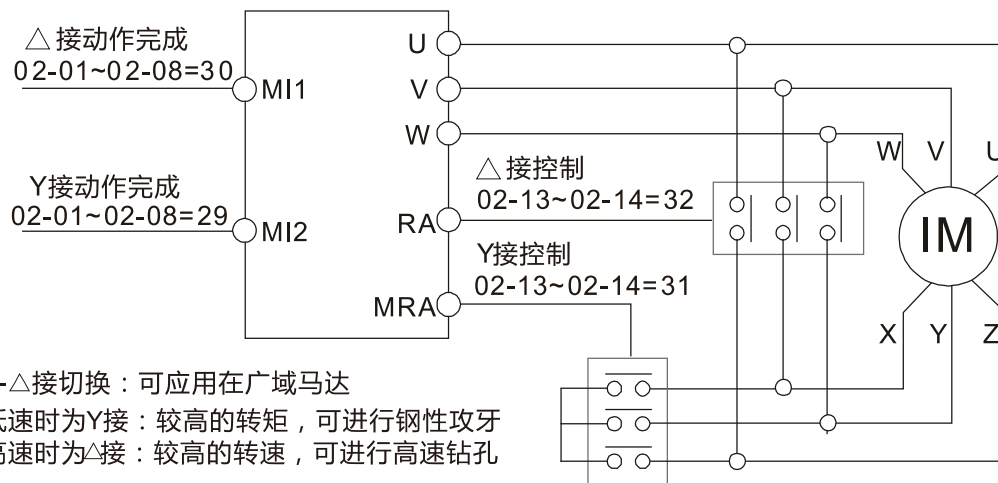 △接动作完成
02-01~02-08=30
MI1
Y接动作完成
02-01~02-08=29
MI2
U
V
W
RA
MRA
△接控制
02-13~02-14=32
Y接控制
02-13~02-14=31
W V U
IM
X Y Z
-△接切换：可应用在广域马达
低速时为Y接：较高的转矩，可进行钢性攻牙
高速时为△接：较高的转速，可进行高速钻孔